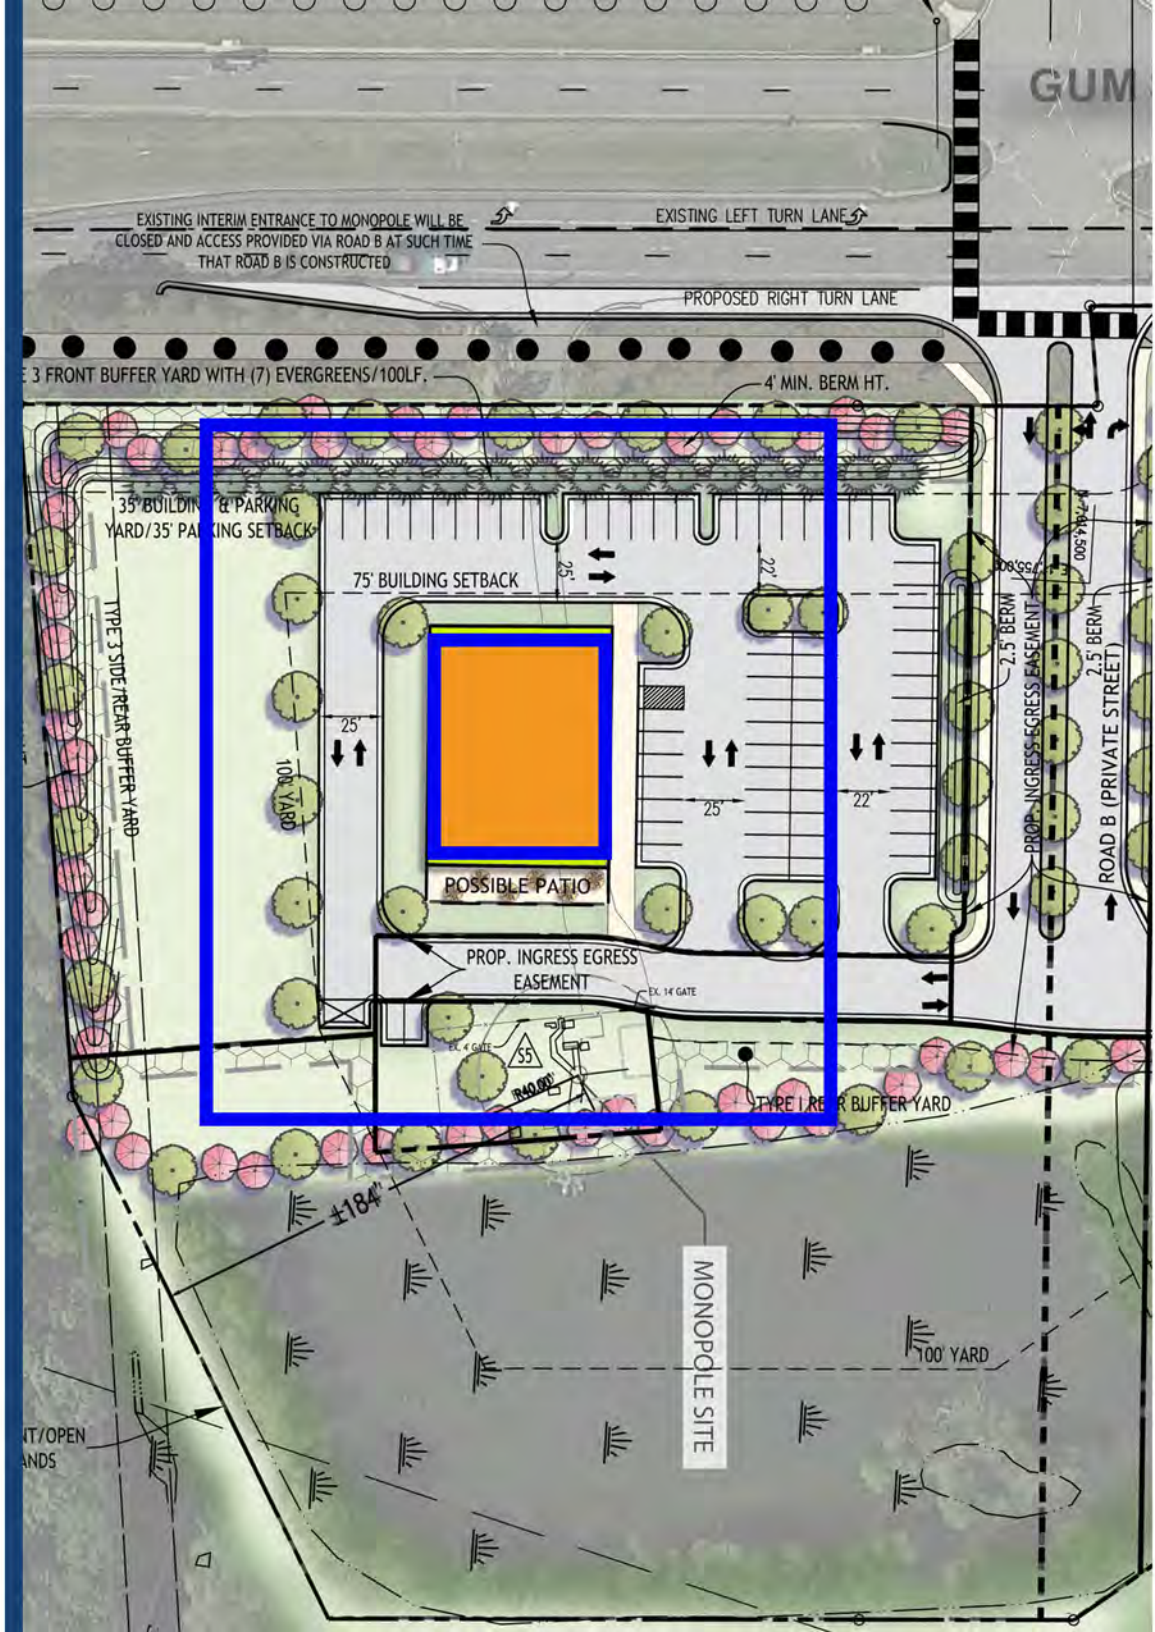 GUM
EXISTING INTERIM ENTRANCE TO MONOPOLE WILL BE
CLOSED AND ACCESS PROVIDED VIA ROAD B AT SUCH TIME
THAT ROAD B IS CONSTRUCTED
EXISTING LEFT TURN LANE
PROPOSED RIGHT TURN LANE
E 3 FRONT BUFFER YARD WITH (7) EVERGREENS/100LF.
4' MIN. BERM HT.
35' BUILDING & PARKING
YARD/35' PARKING SETBACK
75' BUILDING SETBACK
25'
22'
TYPE 3 SIDE/REAR BUFFER YARD
100' YARD
25'
25'
22'
2.5' BERM
PROP. INGRESS EGRESS EASEMENT
2.5' BERM
ROAD B (PRIVATE STREET)
POSSIBLE PATIO
PROP. INGRESS EGRESS
EASEMENT
EX. 14' GATE
EX. 4' GATE
S5
R40.00'
TYPE I REAR BUFFER YARD
±184'
MONOPOLE SITE
100' YARD
NT/OPEN
ANDS